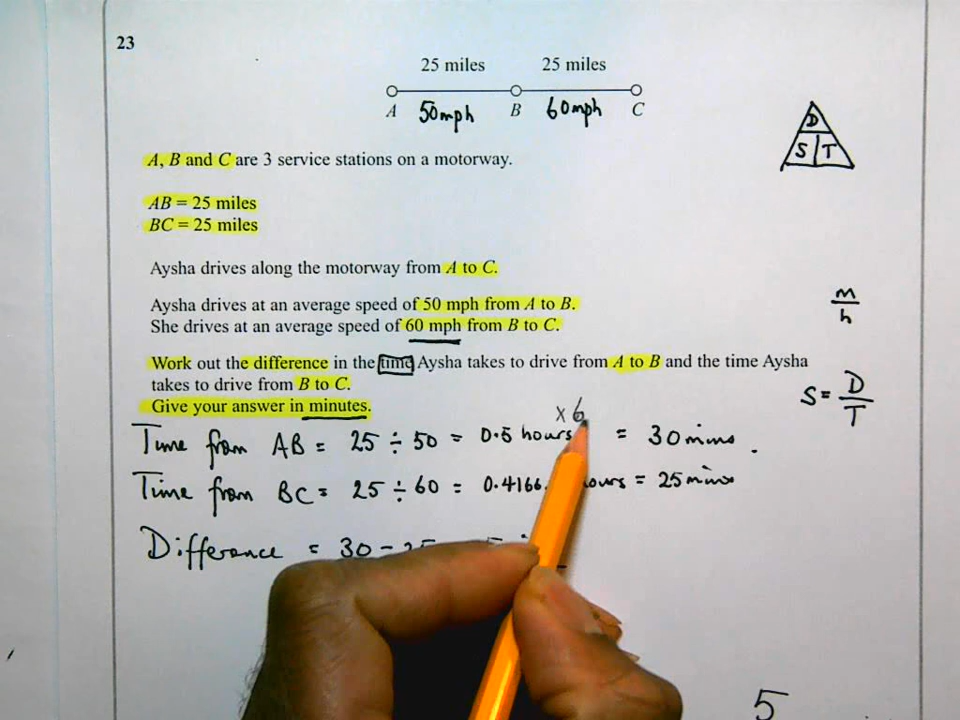 23
25 miles 25 miles
A 50mph B 60mph C
D
S T
A, B and C are 3 service stations on a motorway.
AB = 25 miles
BC = 25 miles
Aysha drives along the motorway from A to C.
Aysha drives at an average speed of 50 mph from A to B.
She drives at an average speed of 60 mph from B to C.
m
h
Work out the difference in the time Aysha takes to drive from A to B and the time Aysha
takes to drive from B to C.
Give your answer in minutes.
S = D
T
× 6
Time from AB = 25 ÷ 50 = 0.5 hours = 30 mins.
Time from BC = 25 ÷ 60 = 0.4166. = 25 mins
Difference = 30 - 25
5